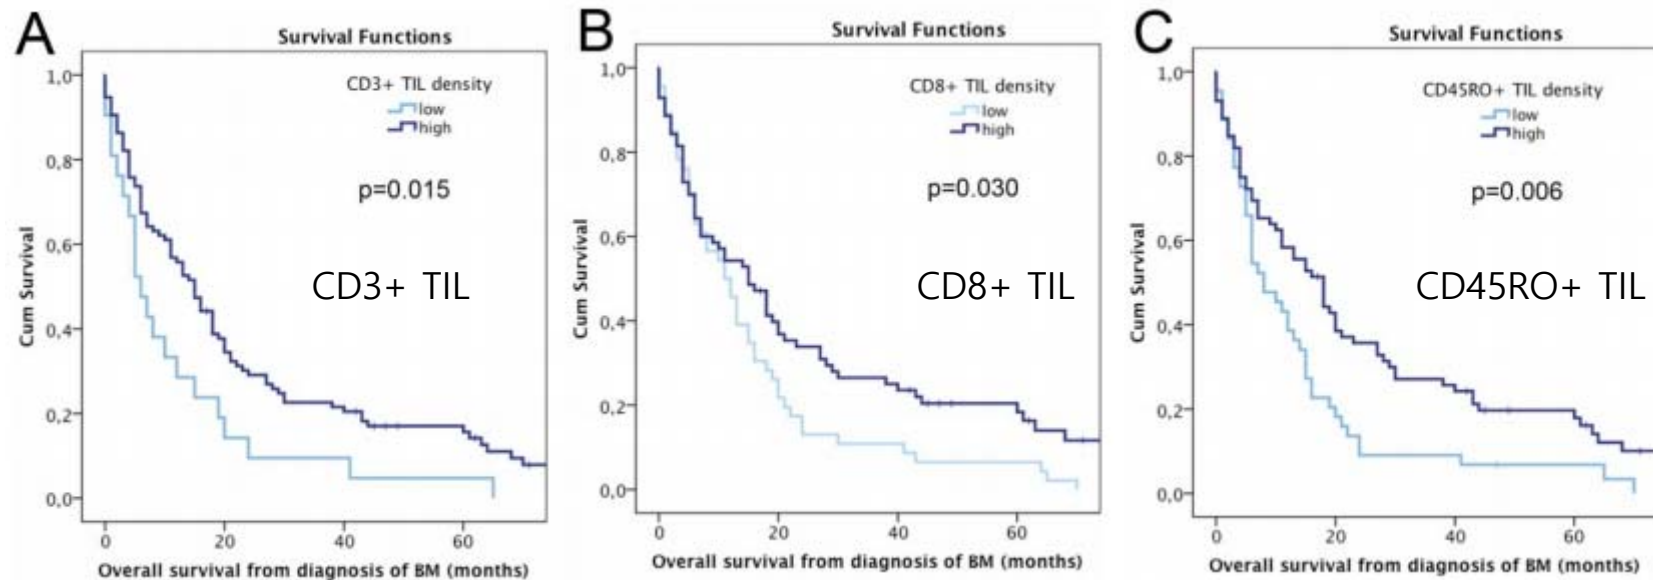 A
Survival Functions
CD3+ TIL density
low
high
p=0.015
CD3+ TIL
Cum Survival
1,0
0,8
0,6
0,4
0,2
0,0
0
20
40
60
Overall survival from diagnosis of BM (months)
B
Survival Functions
CD8+ TIL density
low
high
p=0.030
CD8+ TIL
Cum Survival
1,0
0,8
0,6
0,4
0,2
0,0
0
20
40
60
Overall survival from diagnosis of BM (months)
C
Survival Functions
CD45RO+ TIL density
low
high
p=0.006
CD45RO+ TIL
Cum Survival
1,0
0,8
0,6
0,4
0,2
0,0
0
20
40
60
Overall survival from diagnosis of BM (months)